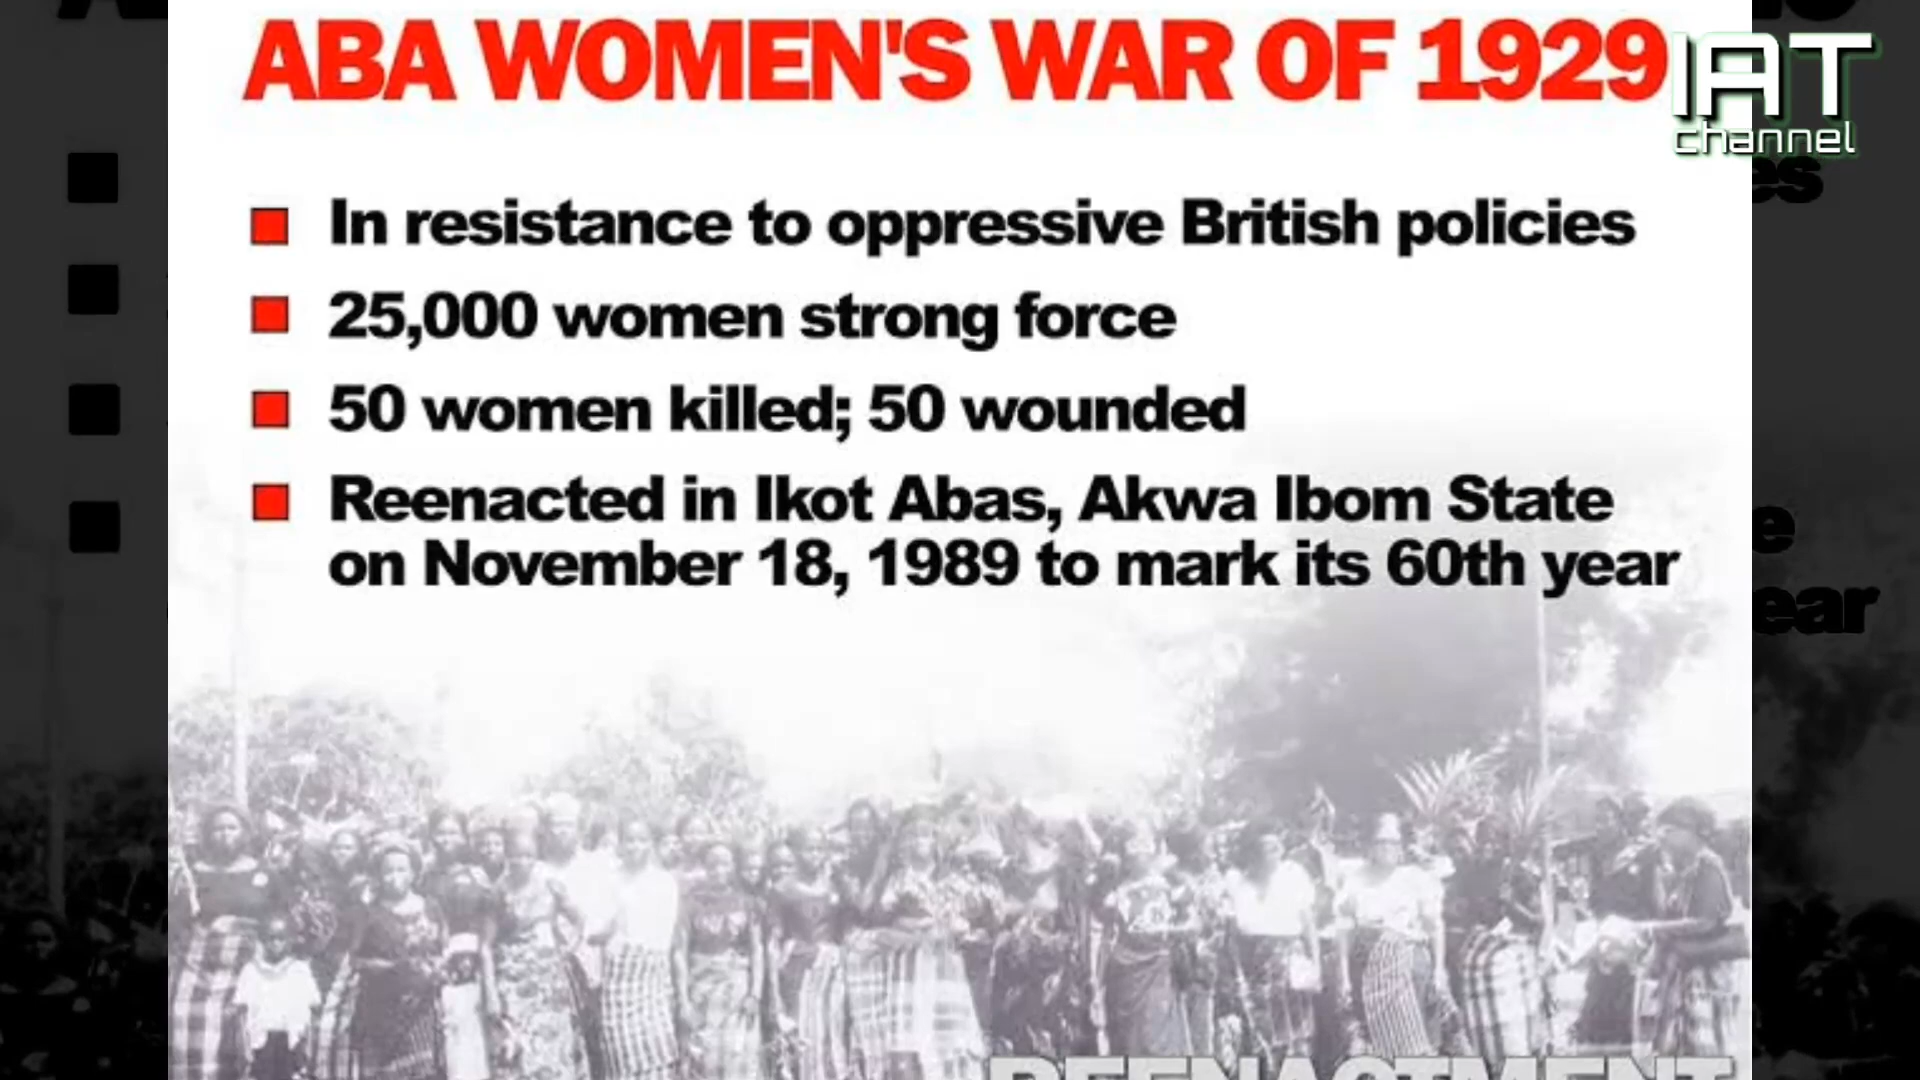 ABA WOMEN'S WAR OF 1929
IAT
channel
In resistance to oppressive British policies
25,000 women strong force
50 women killed; 50 wounded
Reenacted in Ikot Abas, Akwa Ibom State
on November 18, 1989 to mark its 60th year
REENACTMENT